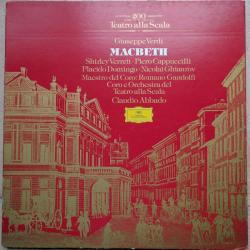 200
Teatro alla Scala
Giuseppe Verdi
MACBETH
Shirley Verrett · Piero Cappuccilli
Placido Domingo · Nicolai Ghiaurov
Maestro del Coro: Romano Gandolfi
Coro e Orchestra del
Teatro alla Scala
Claudio Abbado